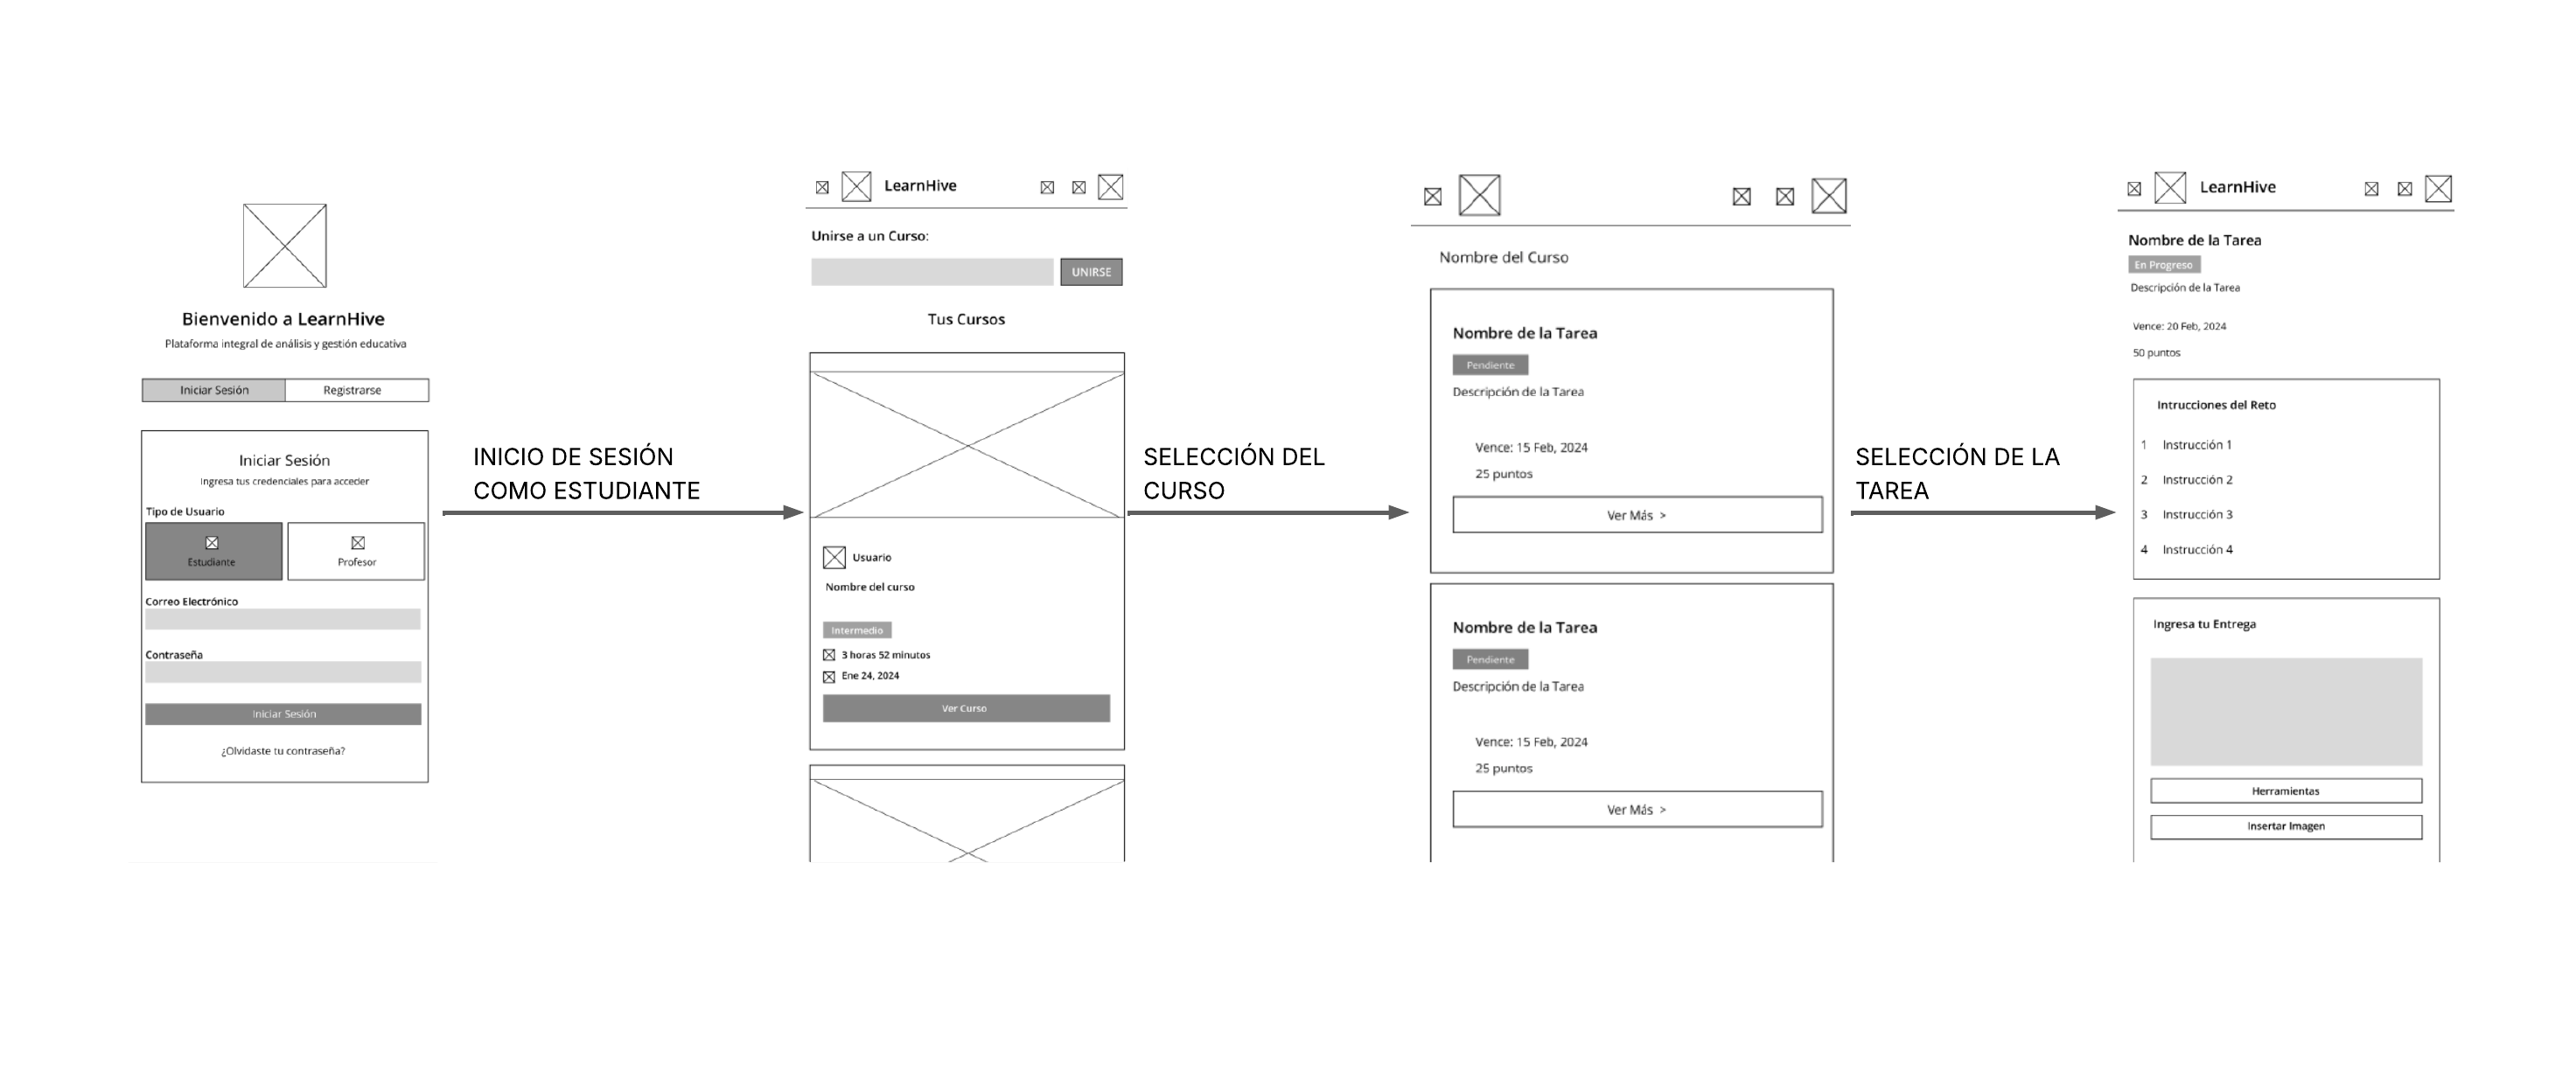 Bienvenido a LearnHive
Plataforma integral de análisis y gestión educativa
Iniciar Sesión Registrarse
Iniciar Sesión
Ingresa tus credenciales para acceder
Tipo de Usuario
Estudiante Profesor
Correo Electrónico
Contraseña
Iniciar Sesión
¿Olvidaste tu contraseña?
INICIO DE SESIÓN
COMO ESTUDIANTE
LearnHive
Unirse a un Curso:
UNIRSE
Tus Cursos
Usuario
Nombre del curso
Intermedio
3 horas 52 minutos
Ene 24, 2024
Ver Curso
SELECCIÓN DEL
CURSO
Nombre del Curso
Nombre de la Tarea
Pendiente
Descripción de la Tarea
Vence: 15 Feb, 2024
25 puntos
Ver Más >
Nombre de la Tarea
Pendiente
Descripción de la Tarea
Vence: 15 Feb, 2024
25 puntos
Ver Más >
SELECCIÓN DE LA
TAREA
LearnHive
Nombre de la Tarea
En Progreso
Descripción de la Tarea
Vence: 20 Feb, 2024
50 puntos
Intrucciones del Reto
1 Instrucción 1
2 Instrucción 2
3 Instrucción 3
4 Instrucción 4
Ingresa tu Entrega
Herramientas
Insertar Imagen